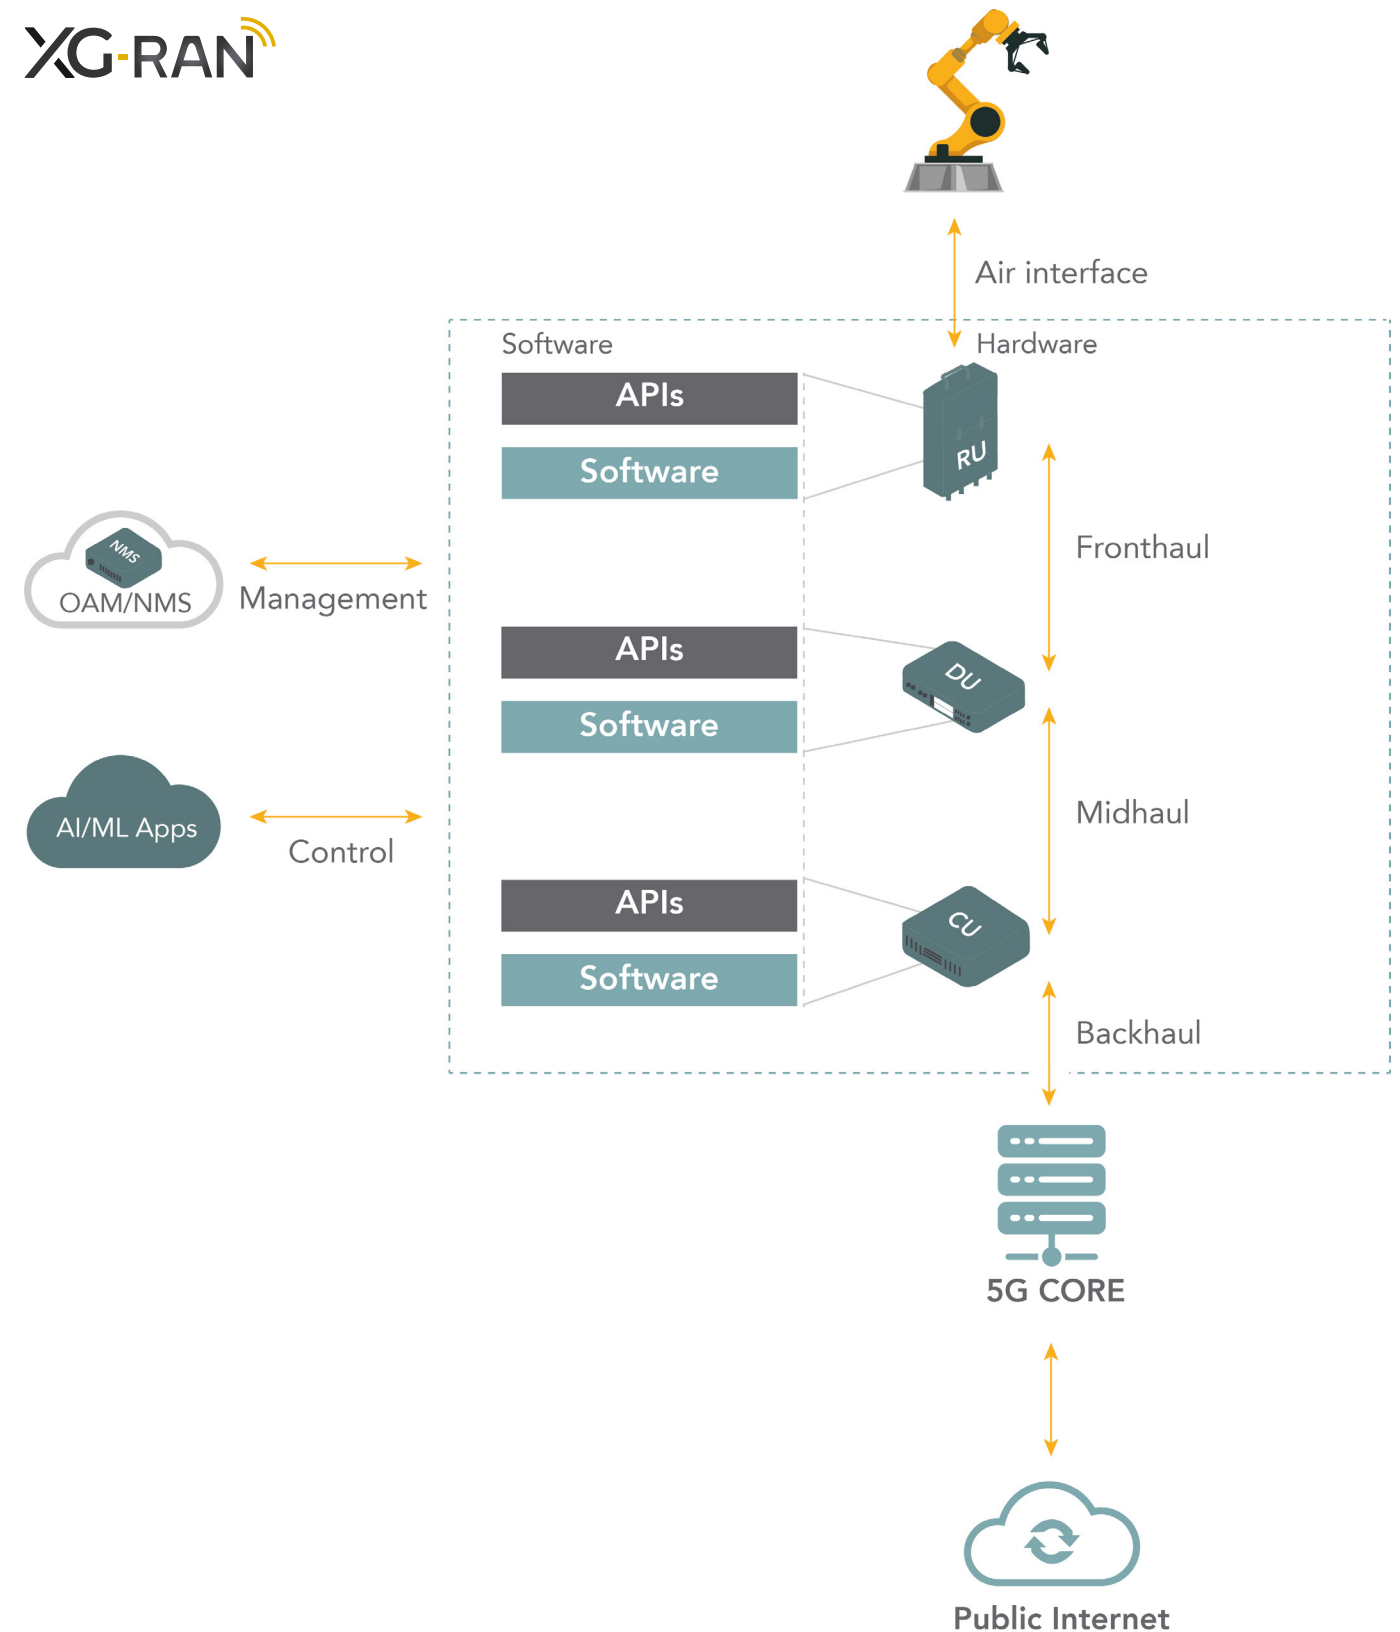 XG-RAN
Air interface
Software
Hardware
APIs
Software
RU
Fronthaul
NMS
OAM/NMS
Management
APIs
Software
DU
Midhaul
AI/ML Apps
Control
APIs
Software
CU
Backhaul
5G CORE
Public Internet